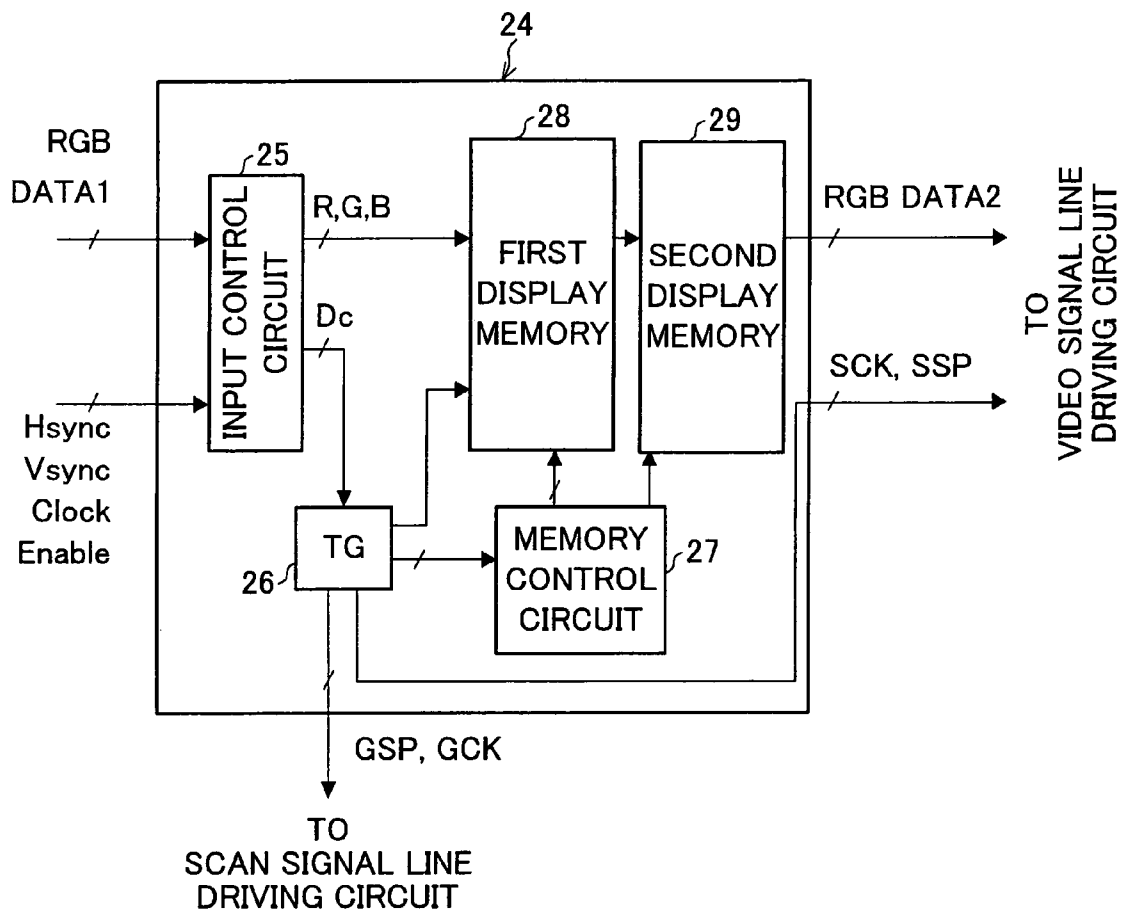 24
RGB
DATA1
25
INPUT CONTROL
CIRCUIT
R,G,B
Dc
28
FIRST
DISPLAY
MEMORY
29
SECOND
DISPLAY
MEMORY
RGB DATA2
SCK, SSP
TO
VIDEO SIGNAL LINE
DRIVING CIRCUIT
Hsync
Vsync
Clock
Enable
TG
26
MEMORY
CONTROL
CIRCUIT
27
GSP, GCK
TO
SCAN SIGNAL LINE
DRIVING CIRCUIT